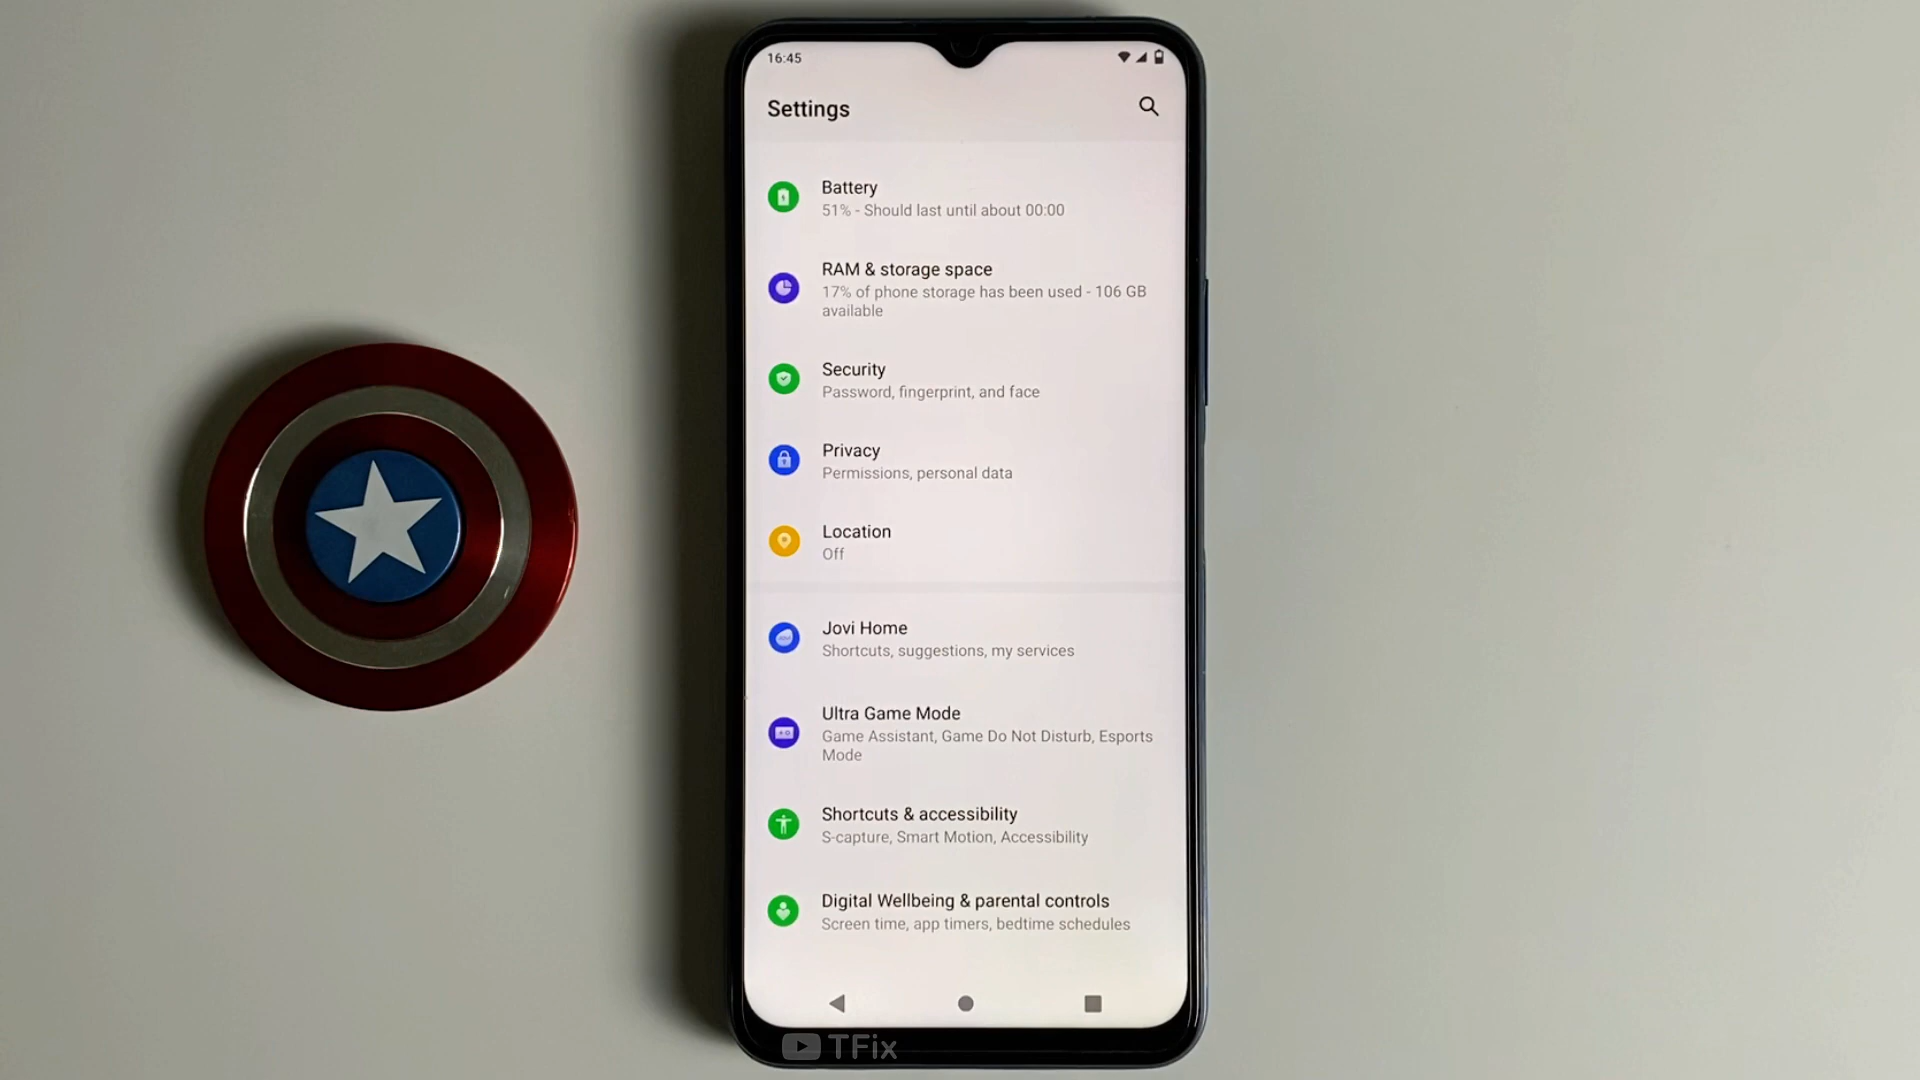 16:45
Settings
Battery
51% - Should last until about 00:00
RAM & storage space
17% of phone storage has been used - 106 GB
available
Security
Password, fingerprint, and face
Privacy
Permissions, personal data
Location
Off
Jovi Home
Shortcuts, suggestions, my services
Ultra Game Mode
Game Assistant, Game Do Not Disturb, Esports
Mode
Shortcuts & accessibility
S-capture, Smart Motion, Accessibility
Digital Wellbeing & parental controls
Screen time, app timers, bedtime schedules
TFix